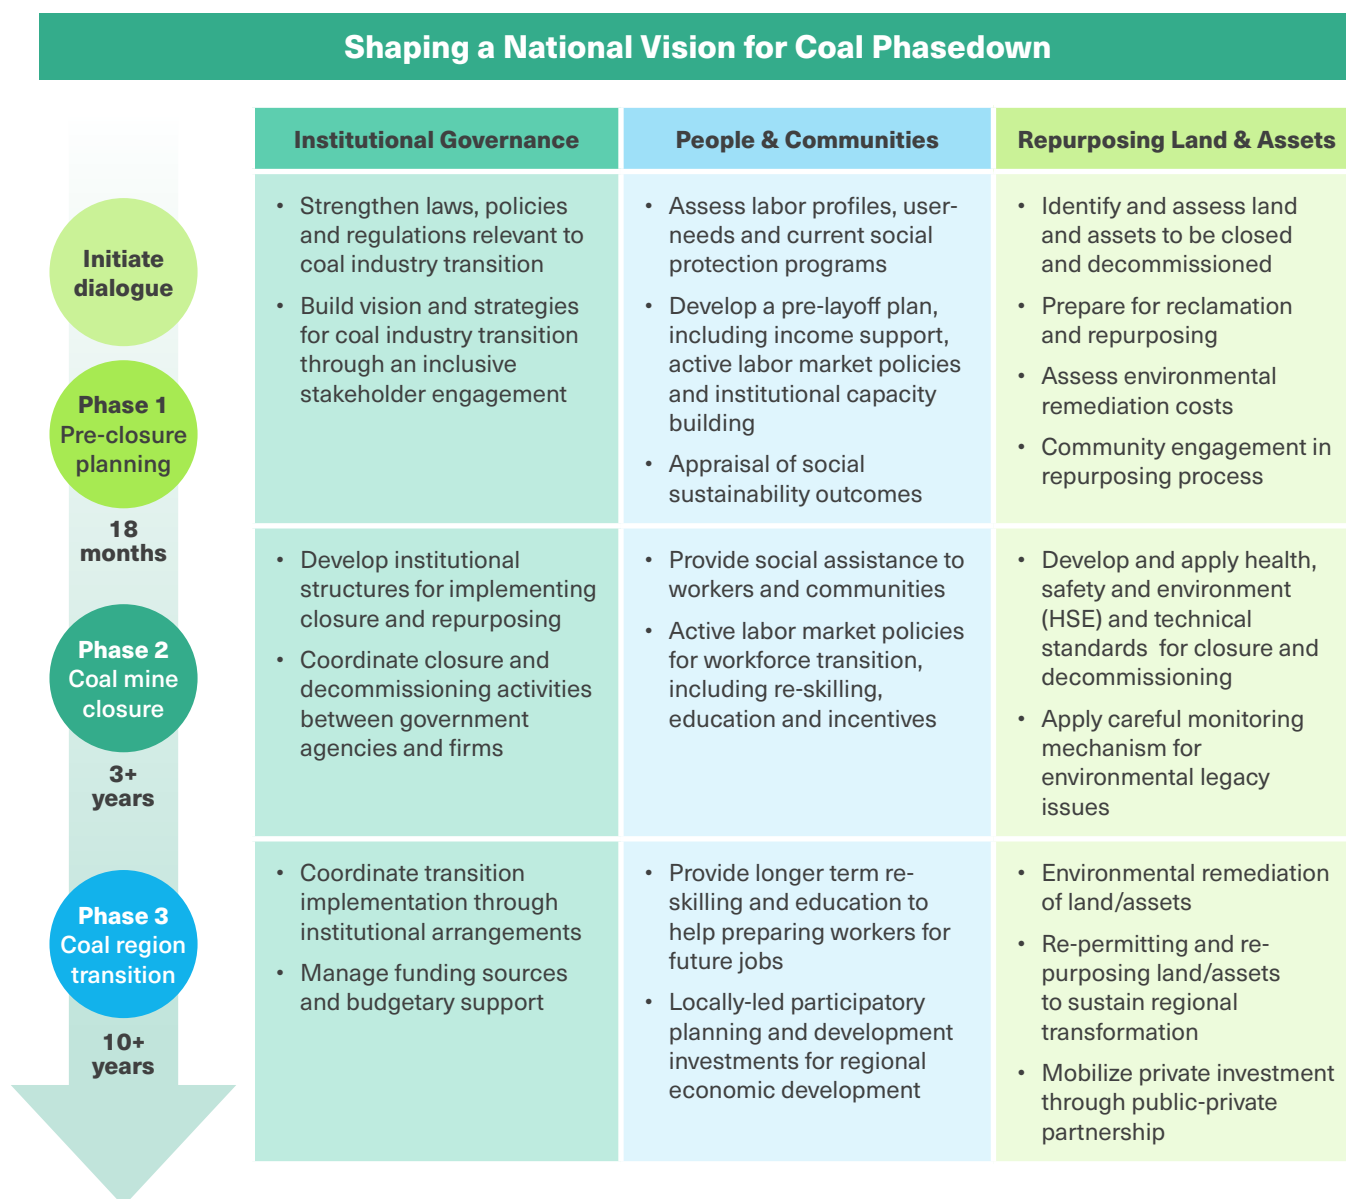 Shaping a National Vision for Coal Phasedown
Institutional Governance
People & Communities
Repurposing Land & Assets
Initiate
dialogue
Phase 1
Pre-closure
planning
18
months
• Strengthen laws, policies
and regulations relevant to
coal industry transition
• Build vision and strategies
for coal industry transition
through an inclusive
stakeholder engagement
• Assess labor profiles, user-
needs and current social
protection programs
• Develop a pre-layoff plan,
including income support,
active labor market policies
and institutional capacity
building
• Appraisal of social
sustainability outcomes
• Identify and assess land
and assets to be closed
and decommissioned
• Prepare for reclamation
and repurposing
• Assess environmental
remediation costs
• Community engagement in
repurposing process
Phase 2
Coal mine
closure
3+
years
• Develop institutional
structures for implementing
closure and repurposing
• Coordinate closure and
decommissioning activities
between government
agencies and firms
• Provide social assistance to
workers and communities
• Active labor market policies
for workforce transition,
including re-skilling,
education and incentives
• Develop and apply health,
safety and environment
(HSE) and technical
standards  for closure and
decommissioning
• Apply careful monitoring
mechanism for
environmental legacy
issues
Phase 3
Coal region
transition
10+
years
• Coordinate transition
implementation through
institutional arrangements
• Manage funding sources
and budgetary support
• Provide longer term re-
skilling and education to
help preparing workers for
future jobs
• Locally-led participatory
planning and development
investments for regional
economic development
• Environmental remediation
of land/assets
• Re-permitting and re-
purposing land/assets
to sustain regional
transformation
• Mobilize private investment
through public-private
partnership